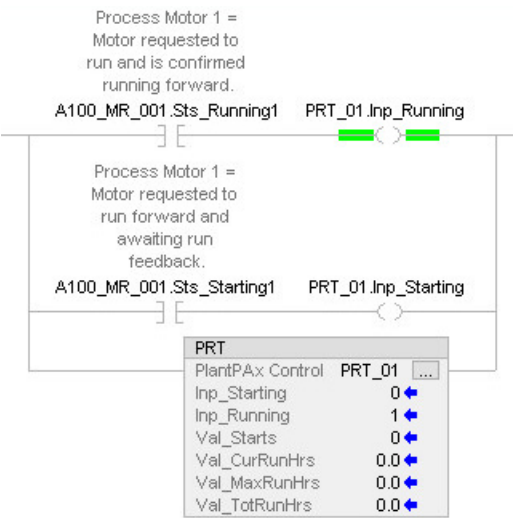 Process Motor 1 =
Motor requested to
run and is confirmed
running forward.
A100_MR_001.Sts_Running1 PRT_01.Inp_Running
Process Motor 1 =
Motor requested to
run forward and
awaiting run
feedback.
A100_MR_001.Sts_Starting1 PRT_01.Inp_Starting
PRT
PlantPAx Control PRT_01 ...
Inp_Starting 0
Inp_Running 1
Val_Starts 0
Val_CurRunHrs 0.0
Val_MaxRunHrs 0.0
Val_TotRunHrs 0.0